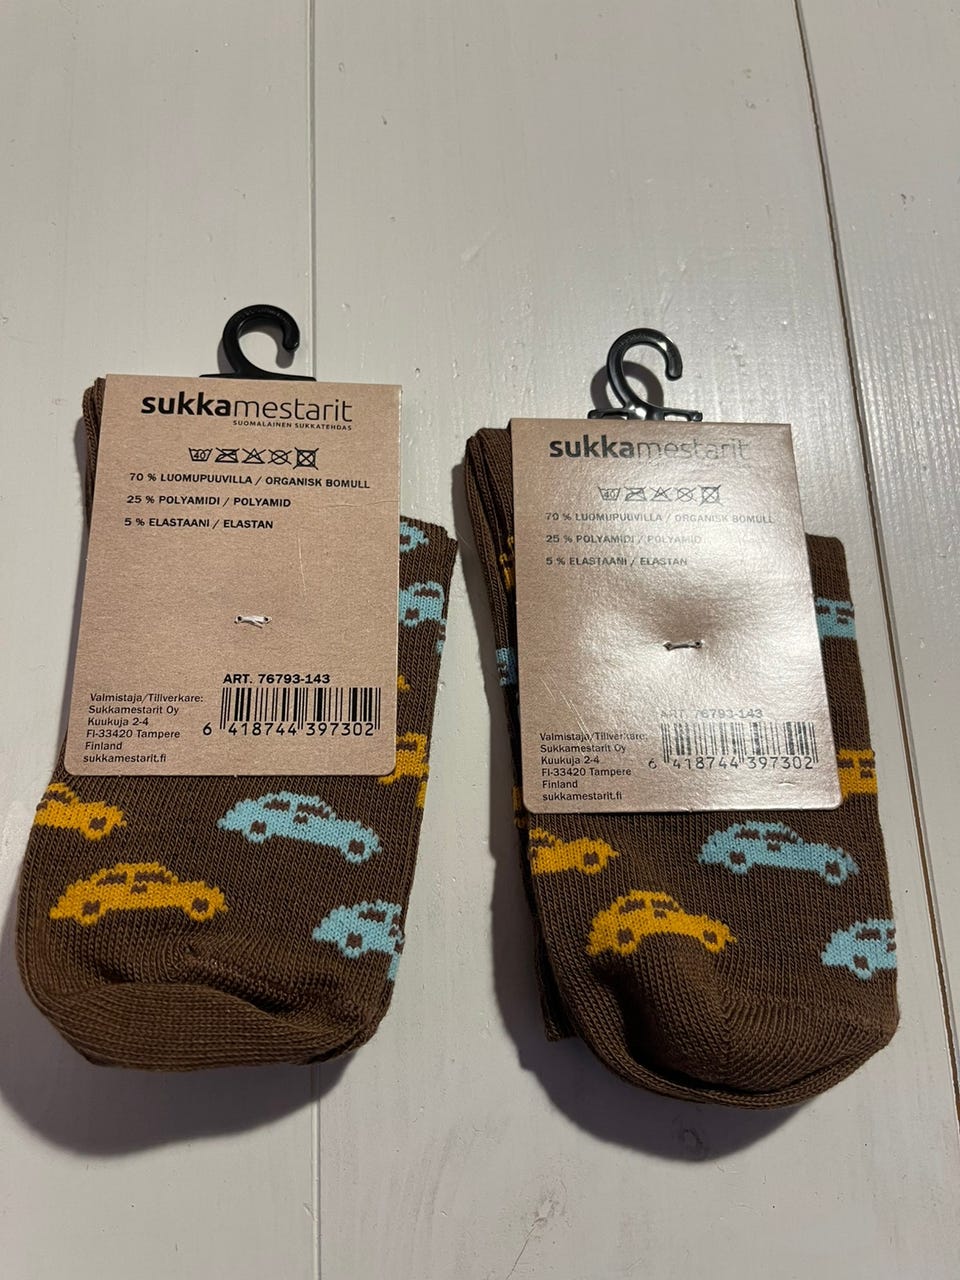 sukkamestarit
SUOMALAINEN SUKKATEHDAS
40
70 % LUOMUPUUVILLA / ORGANISK BOMULL
25 % POLYAMIDI / POLYAMID
5 % ELASTAANI / ELASTAN
ART. 76793-143
Valmistaja/Tillverkare:
Sukkamestarit Oy
Kuukuja 2-4
FI-33420 Tampere
Finland
sukkamestarit.fi
6 418744 397302
sukkamestarit
40
70 % LUOMUPUUVILLA / ORGANISK BOMULL
25 % POLYAMIDI / POLYAMID
5 % ELASTAANI / ELASTAN
ART. 76793-143
Valmistaja/Tillverkare:
Sukkamestarit Oy
Kuukuja 2-4
FI-33420 Tampere
Finland
sukkamestarit.fi
6 418744 397302